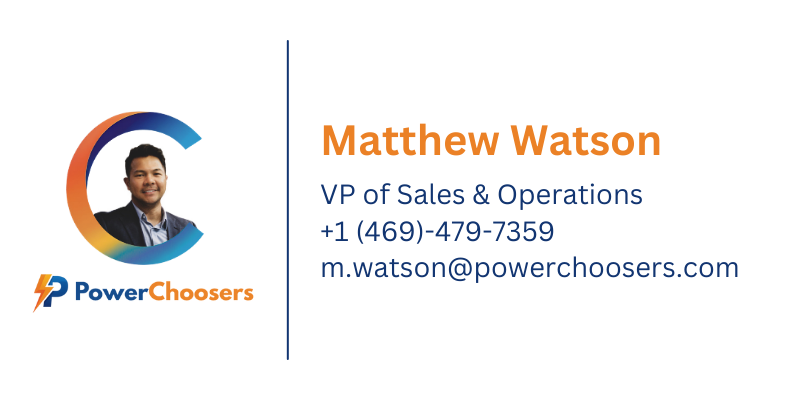 Matthew Watson
VP of Sales & Operations
+1 (469)-479-7359
m.watson@powerchoosers.com
PowerChoosers